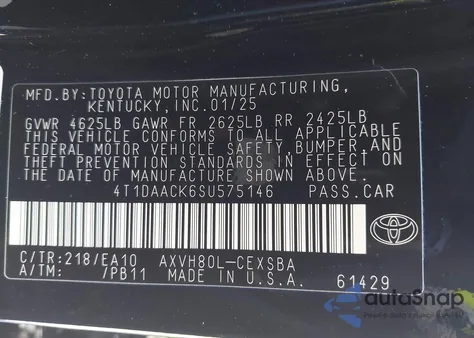 MFD.BY:TOYOTA MOTOR MANUFACTURING,
KENTUCKY,INC.01/25
GVWR 4625LB GAWR FR 2625LB RR 2425LB
THIS VEHICLE CONFORMS TO ALL APPLICABLE
FEDERAL MOTOR VEHICLE SAFETY, BUMPER, AND
THEFT PREVENTION STANDARDS IN EFFECT ON
THE DATE OF MANUFACTURE SHOWN ABOVE.
4T1DAACK6SU575146 PASS.CAR
C/TR:218/EA10 AXVH80L-CEXSBA
A/TM: /PB11 MADE IN U.S.A. 61429
autoSnap